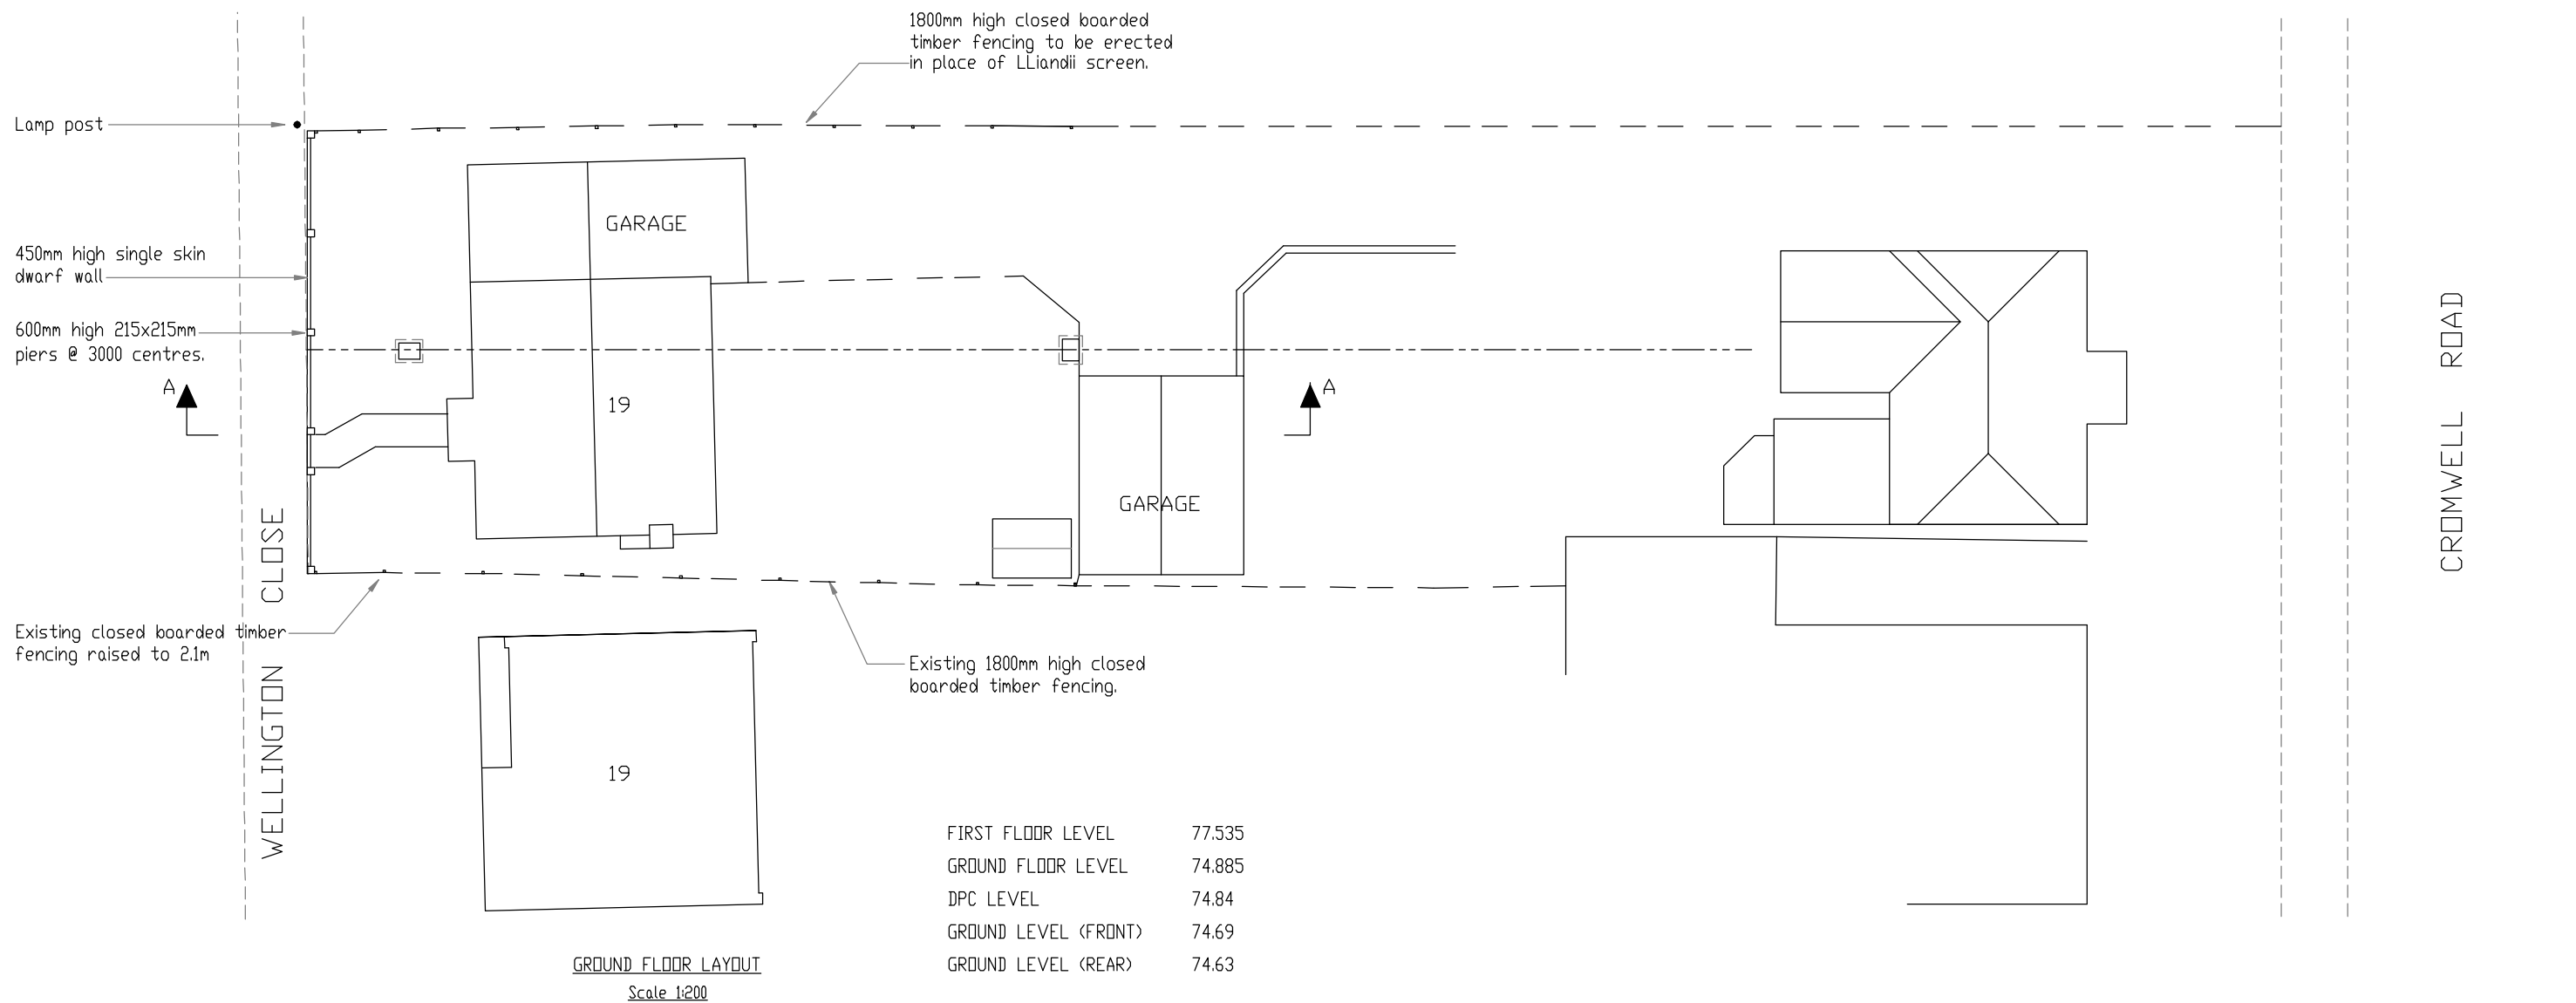 1800mm high closed boarded
timber fencing to be erected
in place of LLiandii screen.
Lamp post
GARAGE
450mm high single skin
dwarf wall
600mm high 215x215mm
piers @ 3000 centres.
A
A
19
GARAGE
CROMWELL ROAD
WELLINGTON CLOSE
Existing closed boarded timber
fencing raised to 2.1m
Existing 1800mm high closed
boarded timber fencing.
19
FIRST FLOOR LEVEL 77.535
GROUND FLOOR LEVEL 74.885
DPC LEVEL 74.84
GROUND LEVEL (FRONT) 74.69
GROUND LEVEL (REAR) 74.63
GROUND FLOOR LAYOUT
Scale 1:200